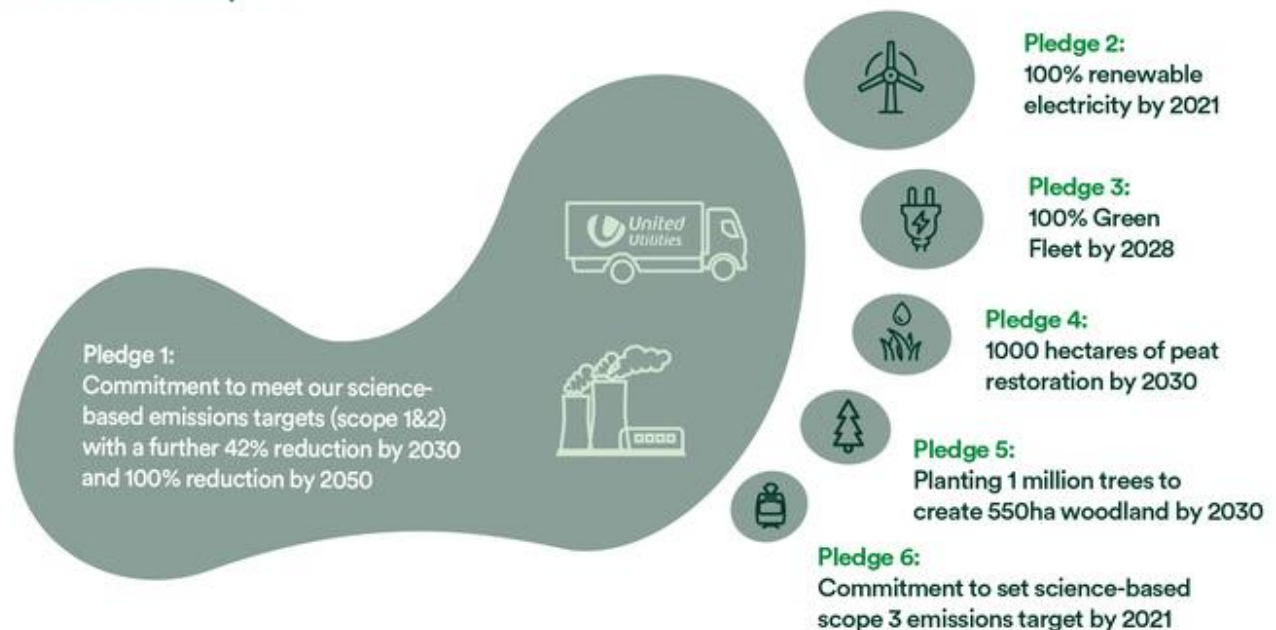 Pledge 1:
Commitment to meet our science-
based emissions targets (scope 1&2)
with a further 42% reduction by 2030
and 100% reduction by 2050
United
Utilities
Pledge 2:
100% renewable
electricity by 2021
Pledge 3:
100% Green
Fleet by 2028
Pledge 4:
1000 hectares of peat
restoration by 2030
Pledge 5:
Planting 1 million trees to
create 550ha woodland by 2030
Pledge 6:
Commitment to set science-based
scope 3 emissions target by 2021